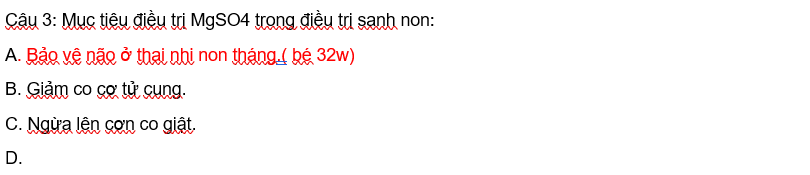 Câu 3: Mục tiêu điều trị MgSO4 trong điều trị sanh non:
A. Bảo vệ não ở thai nhi non tháng.( bé 32w)
B. Giảm co cơ tử cung.
C. Ngừa lên cơn co giật.
D.